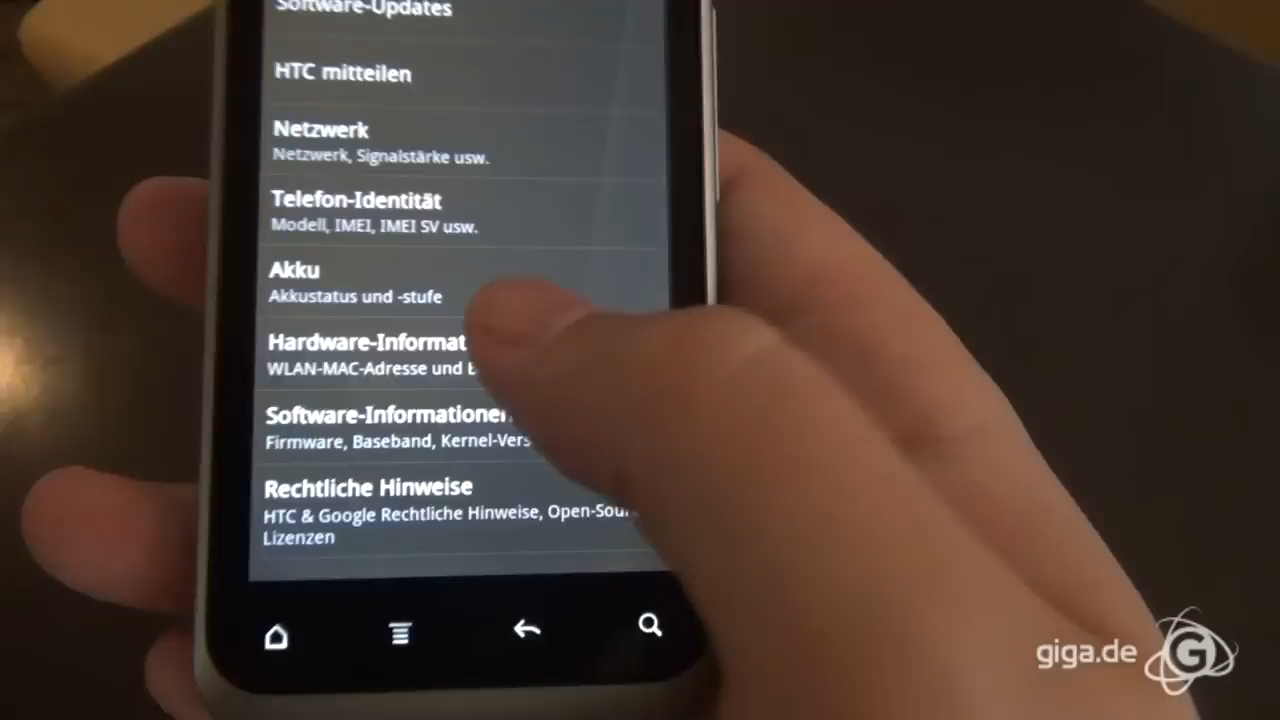 Software-Updates
HTC mitteilen
Netzwerk
Netzwerk, Signalstärke usw.
Telefon-Identität
Modell, IMEI, IMEI SV usw.
Akku
Akkustatus und -stufe
Hardware-Informat
WLAN-MAC-Adresse und
Software-Informationen
Firmware, Baseband, Kernel-Vers
Rechtliche Hinweise
HTC & Google Rechtliche Hinweise, Open-Sour
Lizenzen
giga.de G